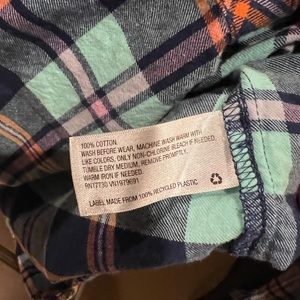 100% COTTON
WASH BEFORE WEAR, MACHINE WASH WARM WITH
LIKE COLORS, ONLY NON-CHLORINE BLEACH IF NEEDED.
TUMBLE DRY MEDIUM, REMOVE PROMPTLY.
WARM IRON IF NEEDED.
RN17730 VN1979691
LABEL MADE FROM 100% RECYCLED PLASTIC